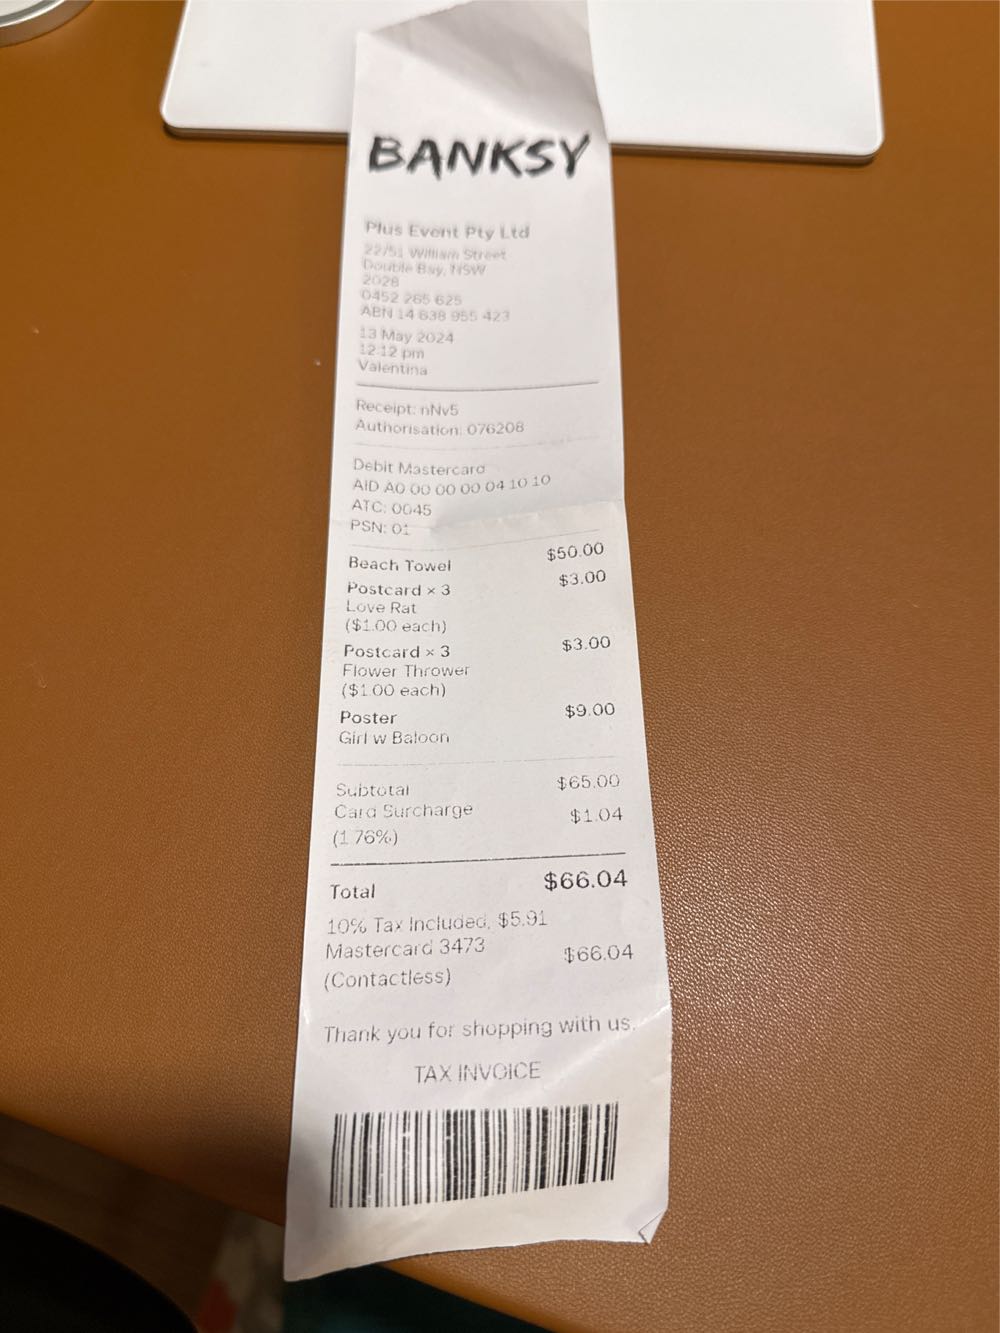 BANKSY
Plus Event Pty Ltd
22/51 William Street
Double Bay, NSW
2028
0452 265 625
ABN 14 638 955 423
13 May 2024
12:12 pm
Valentina
Receipt: nNv5
Authorisation: 076208
Debit Mastercard
AID A0 00 00 00 04 10 10
ATC: 0045
PSN: 01
Beach Towel $50.00
Postcard × 3 $3.00
Love Rat
($1.00 each)
Postcard × 3 $3.00
Flower Thrower
($1.00 each)
Poster $9.00
Girl w Baloon
Subtotal $65.00
Card Surcharge $1.04
(1.76%)
Total $66.04
10% Tax Included, $5.91
Mastercard 3473 $66.04
(Contactless)
Thank you for shopping with us.
TAX INVOICE